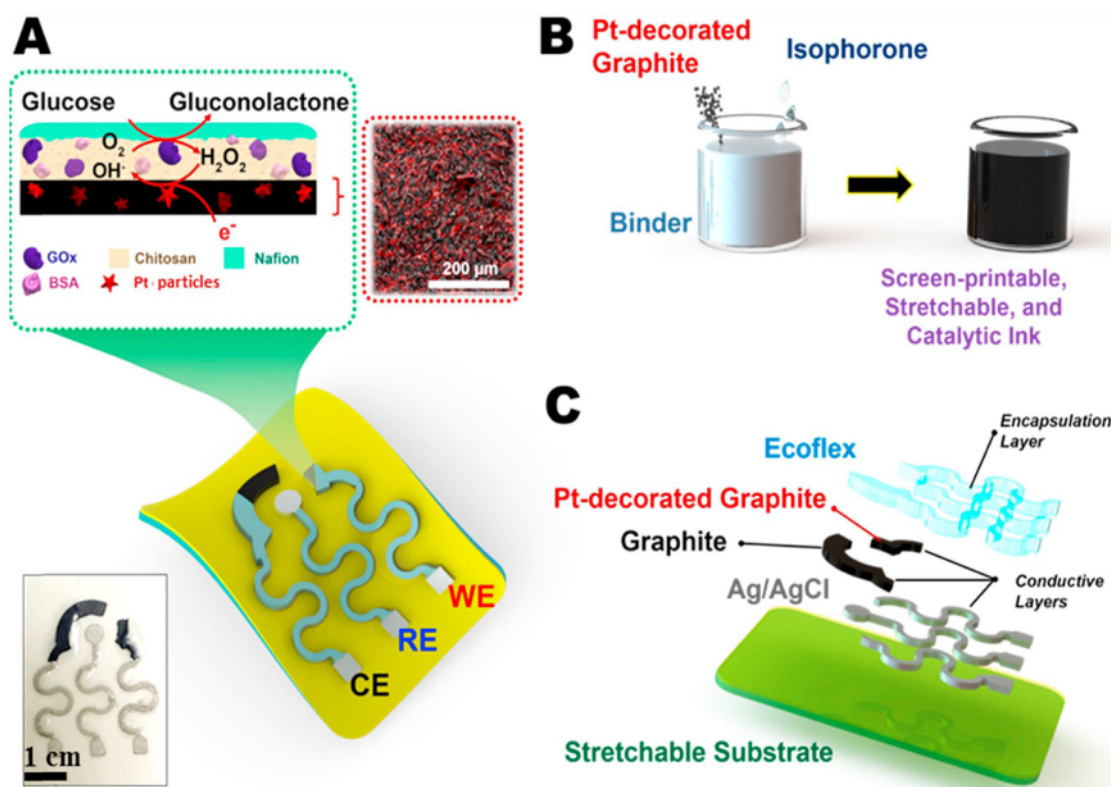 A
Glucose Gluconolactone
O2
H2O2
OH-
e-
GOx Chitosan Nafion
BSA Pt particles
200 µm
WE
RE
CE
1 cm
B
Pt-decorated
Graphite
Isophorone
Binder
Screen-printable,
Stretchable, and
Catalytic Ink
C
Encapsulation
Layer
Ecoflex
Pt-decorated Graphite
Graphite
Ag/AgCl
Conductive
Layers
Stretchable Substrate